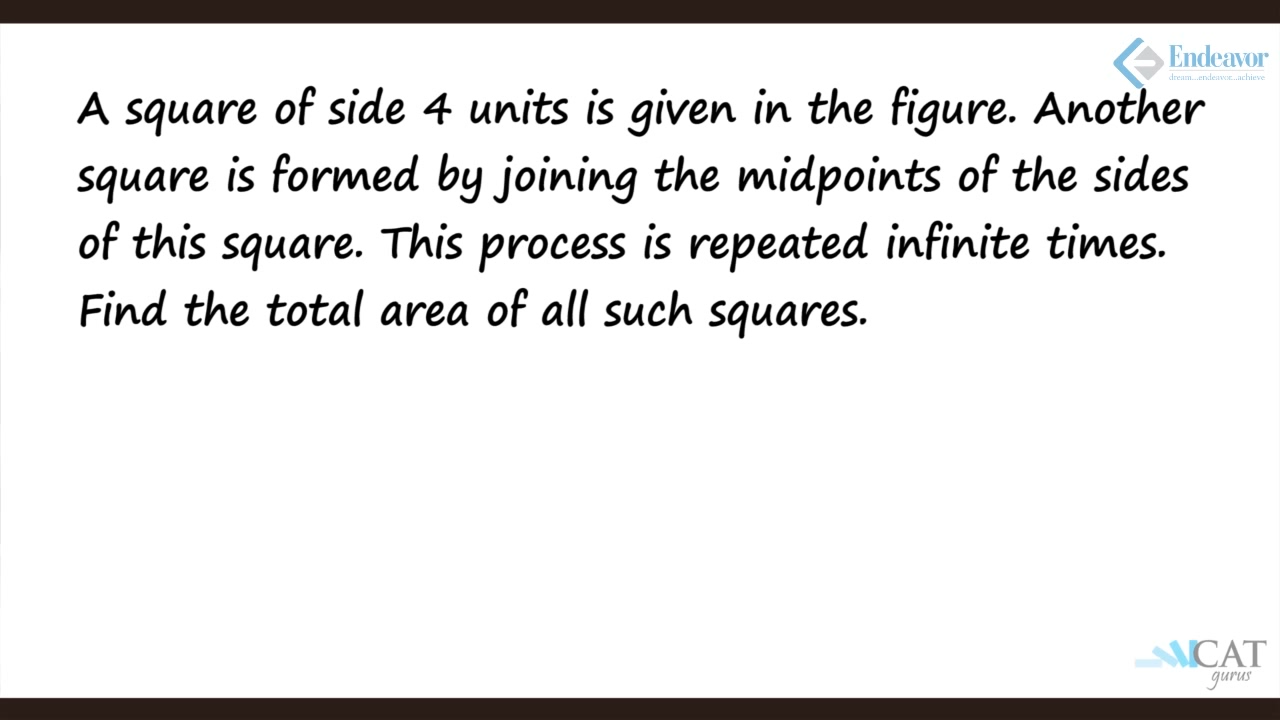 Endeavor
dream...endeavor...achieve
A square of side 4 units is given in the figure. Another
square is formed by joining the midpoints of the sides
of this square. This process is repeated infinite times.
Find the total area of all such squares.
CAT
gurus